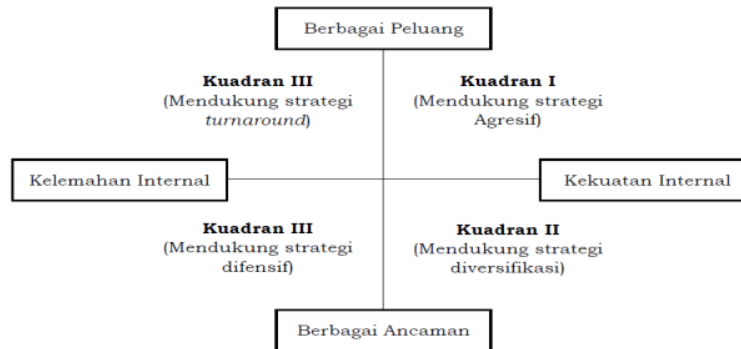 Berbagai Peluang
Kuadran III
(Mendukung strategi
turnaround)
Kuadran I
(Mendukung strategi
Agresif)
Kelemahan Internal
Kekuatan Internal
Kuadran III
(Mendukung strategi
difensif)
Kuadran II
(Mendukung strategi
diversifikasi)
Berbagai Ancaman